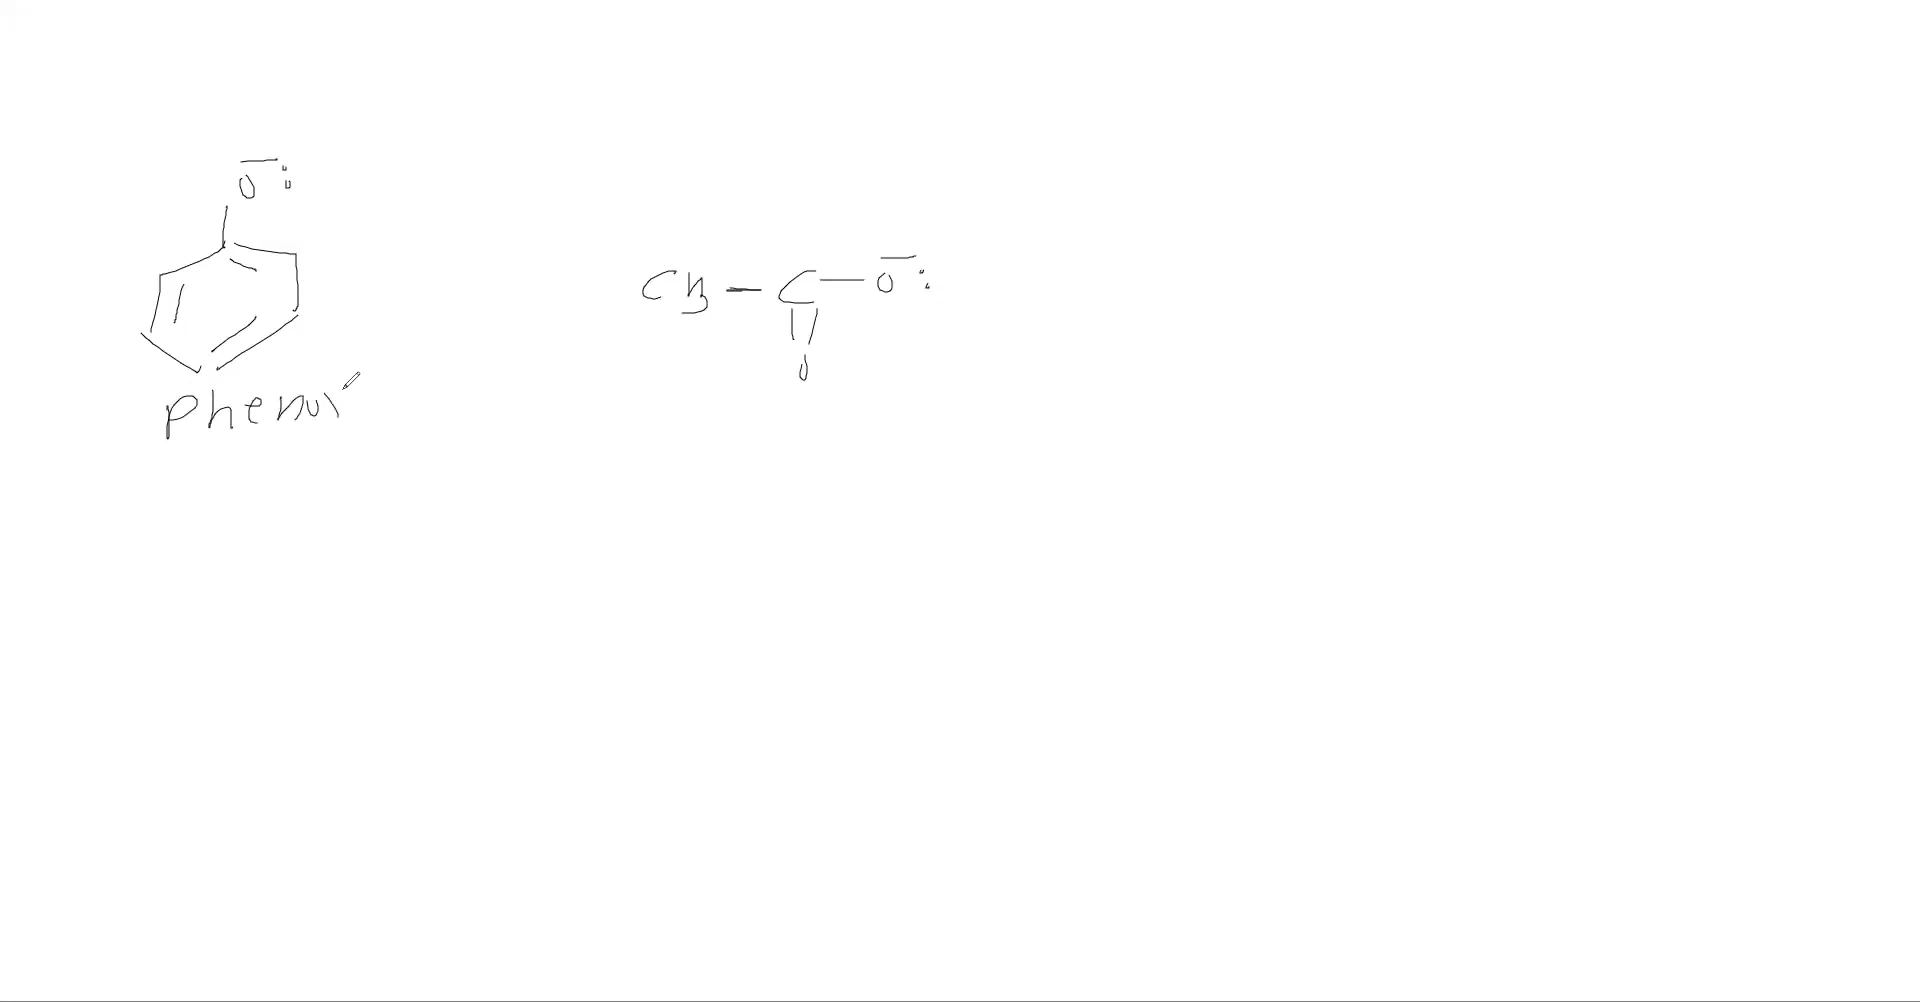 O̅ :
CH3 – C – O̅ :
O
Phenol